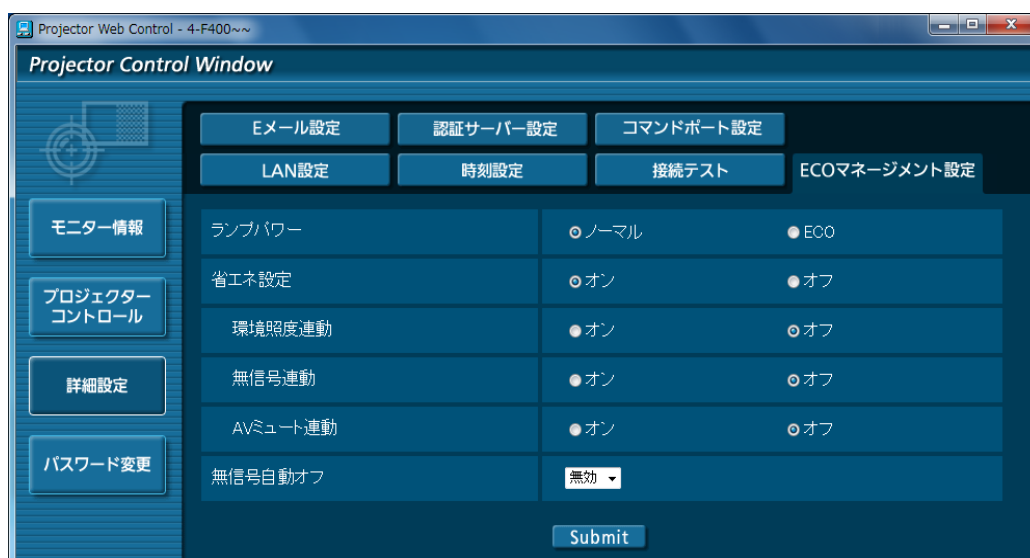 Projector Web Control - 4-F400~~
Projector Control Window
Eメール設定 認証サーバー設定 コマンドポート設定
LAN設定 時刻設定 接続テスト ECOマネージメント設定
モニター情報
プロジェクター
コントロール
詳細設定
パスワード変更
ランプパワー ノーマル ECO
省エネ設定 オン オフ
環境照度連動 オン オフ
無信号連動 オン オフ
AVミュート連動 オン オフ
無信号自動オフ 無効
Submit